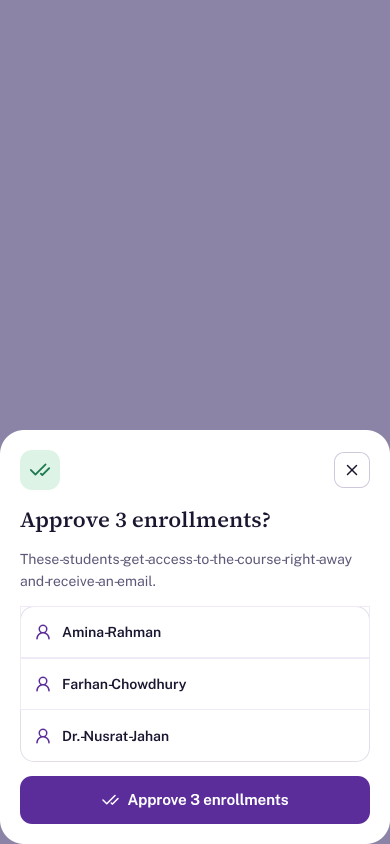 Approve 3 enrollments?
These-students-get-access-to-the-course-right-away
and-receive-an-email.
Amina-Rahman
Farhan-Chowdhury
Dr.-Nusrat-Jahan
Approve 3 enrollments